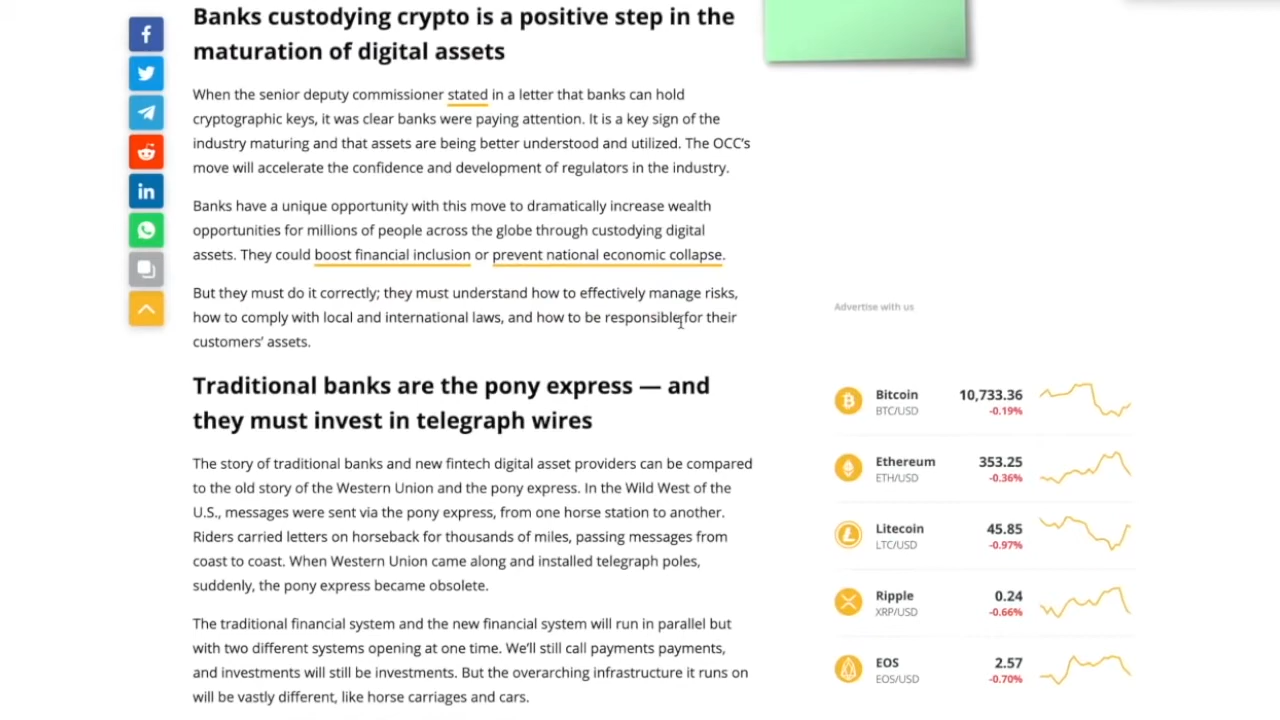 Banks custodying crypto is a positive step in the
maturation of digital assets
When the senior deputy commissioner stated in a letter that banks can hold
cryptographic keys, it was clear banks were paying attention. It is a key sign of the
industry maturing and that assets are being better understood and utilized. The OCC's
move will accelerate the confidence and development of regulators in the industry.
Banks have a unique opportunity with this move to dramatically increase wealth
opportunities for millions of people across the globe through custodying digital
assets. They could boost financial inclusion or prevent national economic collapse.
But they must do it correctly; they must understand how to effectively manage risks,
how to comply with local and international laws, and how to be responsible for their
customers' assets.
Traditional banks are the pony express — and
they must invest in telegraph wires
The story of traditional banks and new fintech digital asset providers can be compared
to the old story of the Western Union and the pony express. In the Wild West of the
U.S., messages were sent via the pony express, from one horse station to another.
Riders carried letters on horseback for thousands of miles, passing messages from
coast to coast. When Western Union came along and installed telegraph poles,
suddenly, the pony express became obsolete.
The traditional financial system and the new financial system will run in parallel but
with two different systems opening at one time. We'll still call payments payments,
and investments will still be investments. But the overarching infrastructure it runs on
will be vastly different, like horse carriages and cars.
Advertise with us
Bitcoin 10,733.36
BTC/USD -0.19%
Ethereum 353.25
ETH/USD -0.36%
Litecoin 45.85
LTC/USD -0.97%
Ripple 0.24
XRP/USD -0.66%
EOS 2.57
EOS/USD -0.70%